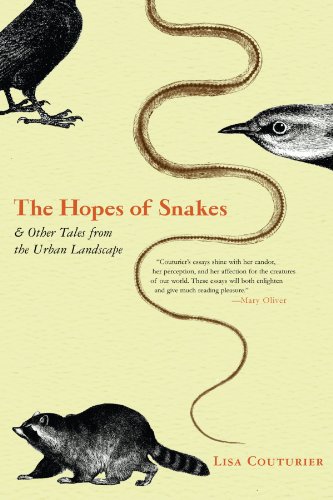 The Hopes of Snakes
& Other Tales from
the Urban Landscape
“Couturier's essays shine with her candor,
her perception, and her affection for the creatures
of our world. These essays will both enlighten
and give much reading pleasure.”
—Mary Oliver
Lisa Couturier